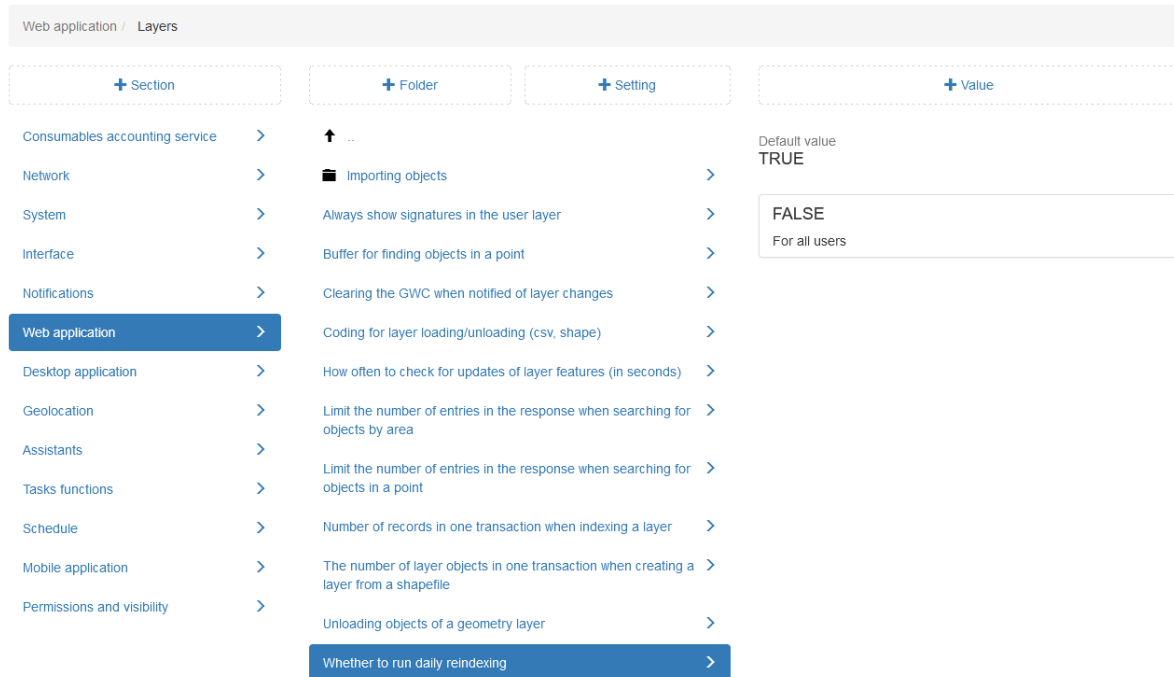 Web application / Layers
+ Section
+ Folder
+ Setting
+ Value
Consumables accounting service
Network
System
Interface
Notifications
Web application
Desktop application
Geolocation
Assistants
Tasks functions
Schedule
Mobile application
Permissions and visibility
..
Importing objects
Always show signatures in the user layer
Buffer for finding objects in a point
Clearing the GWC when notified of layer changes
Coding for layer loading/unloading (csv, shape)
How often to check for updates of layer features (in seconds)
Limit the number of entries in the response when searching for
objects by area
Limit the number of entries in the response when searching for
objects in a point
Number of records in one transaction when indexing a layer
The number of layer objects in one transaction when creating a
layer from a shapefile
Unloading objects of a geometry layer
Whether to run daily reindexing
Default value
TRUE
FALSE
For all users